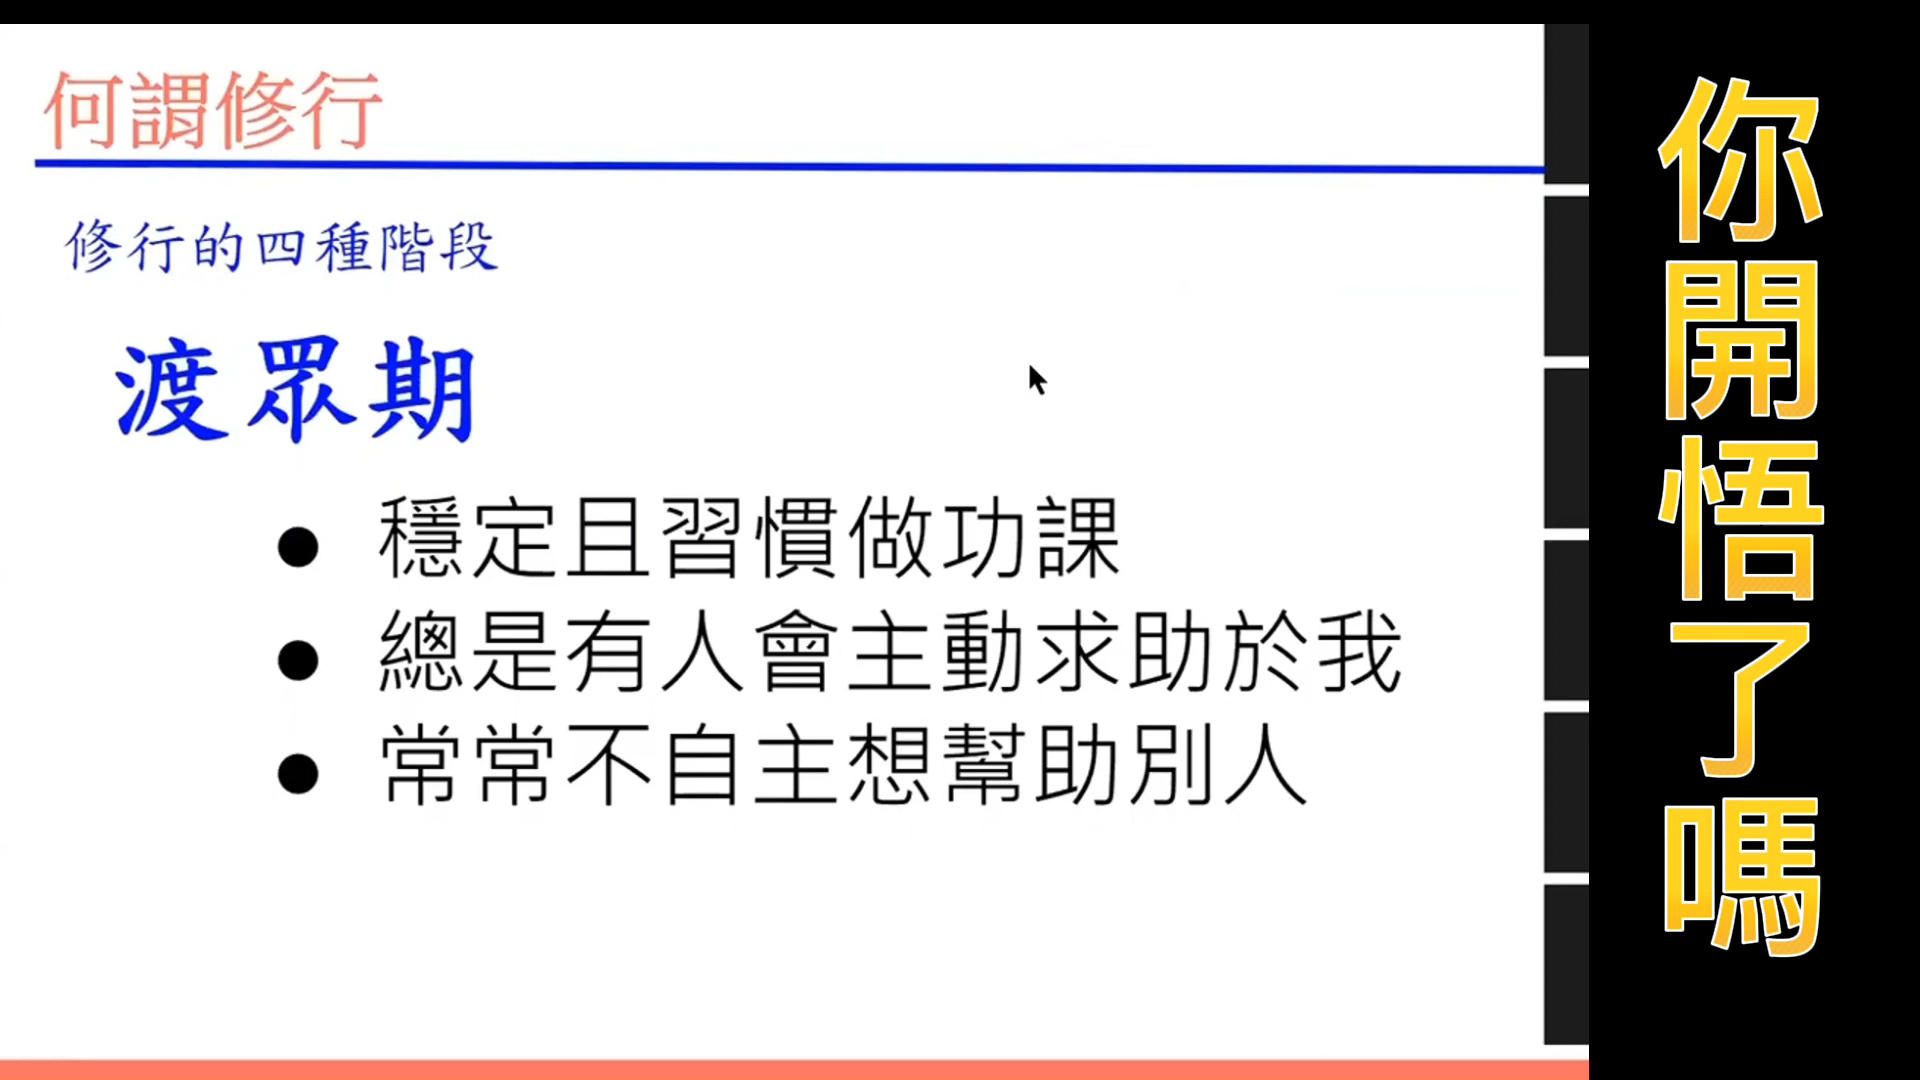 何謂修行
修行的四種階段
渡眾期
● 穩定且習慣做功課
● 總是有人會主動求助於我
● 常常不自主想幫助別人
你開悟了嗎